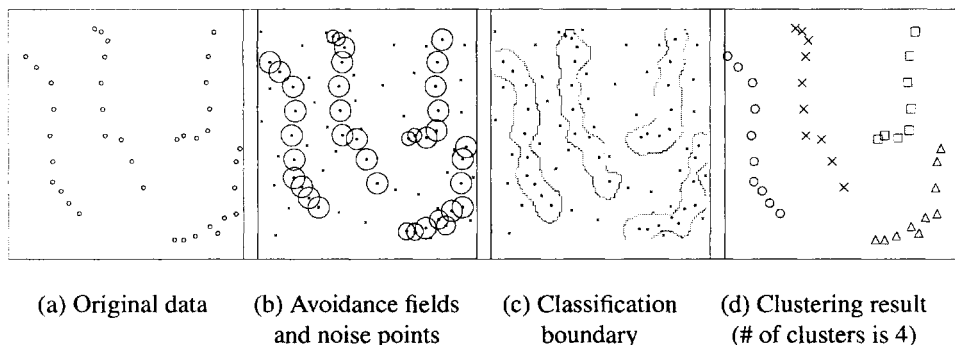 (a) Original data
(b) Avoidance fields
and noise points
(c) Classification
boundary
(d) Clustering result
(# of clusters is 4)